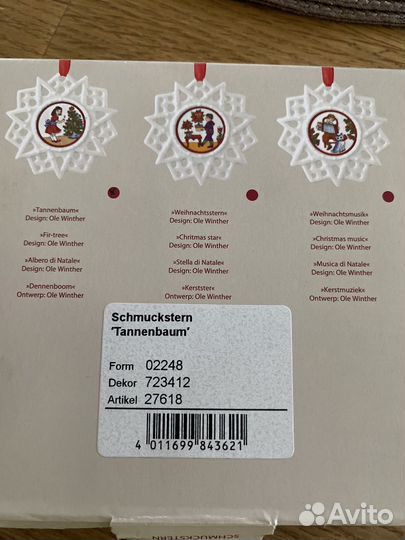 »Tannenbaum«
Design: Ole Winther
»Fir-tree«
Design: Ole Winther
»Albero di Natale«
Design: Ole Winther
»Dennenboom«
Ontwerp: Ole Winther
»Weihnachtsstern«
Design: Ole Winther
»Chritmas star«
Design: Ole Winther
»Stella di Natale«
Design: Ole Winther
»Kerstster«
Ontwerp: Ole Winther
»Weihnachtsmusik«
Design: Ole Winther
»Christmas music«
Design: Ole Winther
»Musica di Natale«
Design: Ole Winther
»Kerstmuziek«
Ontwerp: Ole Winther
Schmuckstern
'Tannenbaum'
Form 02248
Dekor 723412
Artikel 27618
4 011699 843621
SCHMUCKSTERN
Avito